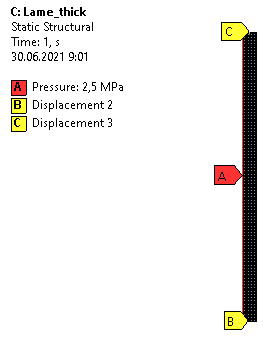 C: Lame_thick
Static Structural
Time: 1, s
30.06.2021 9:01
A Pressure: 2,5 MPa
B Displacement 2
C Displacement 3
C
A
B